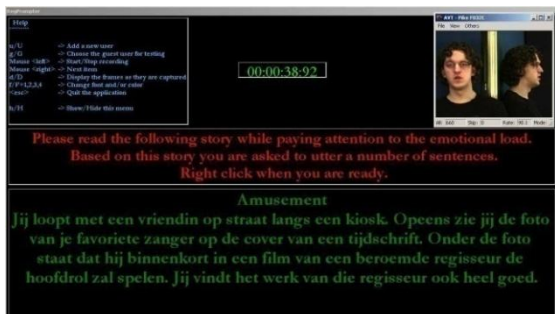 Help
u/U -> Add a new user
g/G -> Choose the guest user for testing
Mouse <left> -> Start/Stop recording
Mouse <right> -> Next item
d/D -> Display the frames as they are captured
f/F+1,2,3,4 -> Change font and/or color
<esc> -> Quit the application
h/H -> Show/Hide this menu
00:00:38:92
AVT - Pike F032C
File View Others
Please read the following story while paying attention to the emotional load.
Based on this story you are asked to utter a number of sentences.
Right click when you are ready.
Amusement
Jij loopt met een vriendin op straat langs een kiosk. Opeens zie jij de foto
van je favoriete zanger op de cover van een tijdschrift. Onder de foto
staat dat hij binnenkort in een film van een beroemde regisseur de
hoofdrol zal spelen. Jij vindt het werk van die regisseur ook heel goed.